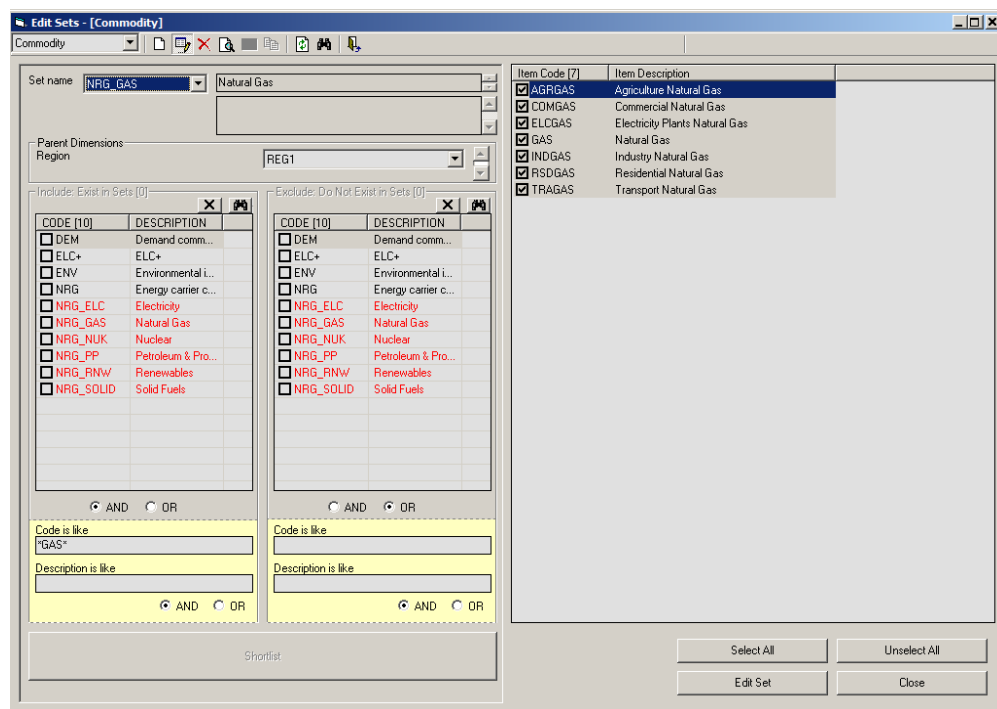 Edit Sets - [Commodity]
Commodity
Set name NRG_GAS Natural Gas
Parent Dimensions
Region REG1
Include: Exist in Sets [0]
CODE [10] DESCRIPTION
DEM Demand comm...
ELC+ ELC+
ENV Environmental i...
NRG Energy carrier c...
NRG_ELC Electricity
NRG_GAS Natural Gas
NRG_NUK Nuclear
NRG_PP Petroleum & Pro...
NRG_RNW Renewables
NRG_SOLID Solid Fuels
AND OR
Code is like
*GAS*
Description is like
AND OR
Exclude: Do Not Exist in Sets [0]
CODE [10] DESCRIPTION
DEM Demand comm...
ELC+ ELC+
ENV Environmental i...
NRG Energy carrier c...
NRG_ELC Electricity
NRG_GAS Natural Gas
NRG_NUK Nuclear
NRG_PP Petroleum & Pro...
NRG_RNW Renewables
NRG_SOLID Solid Fuels
AND OR
Code is like
Description is like
AND OR
Shortlist
Item Code [7] Item Description
AGRGAS Agriculture Natural Gas
COMGAS Commercial Natural Gas
ELCGAS Electricity Plants Natural Gas
GAS Natural Gas
INDGAS Industry Natural Gas
RSDGAS Residential Natural Gas
TRAGAS Transport Natural Gas
Select All Unselect All
Edit Set Close